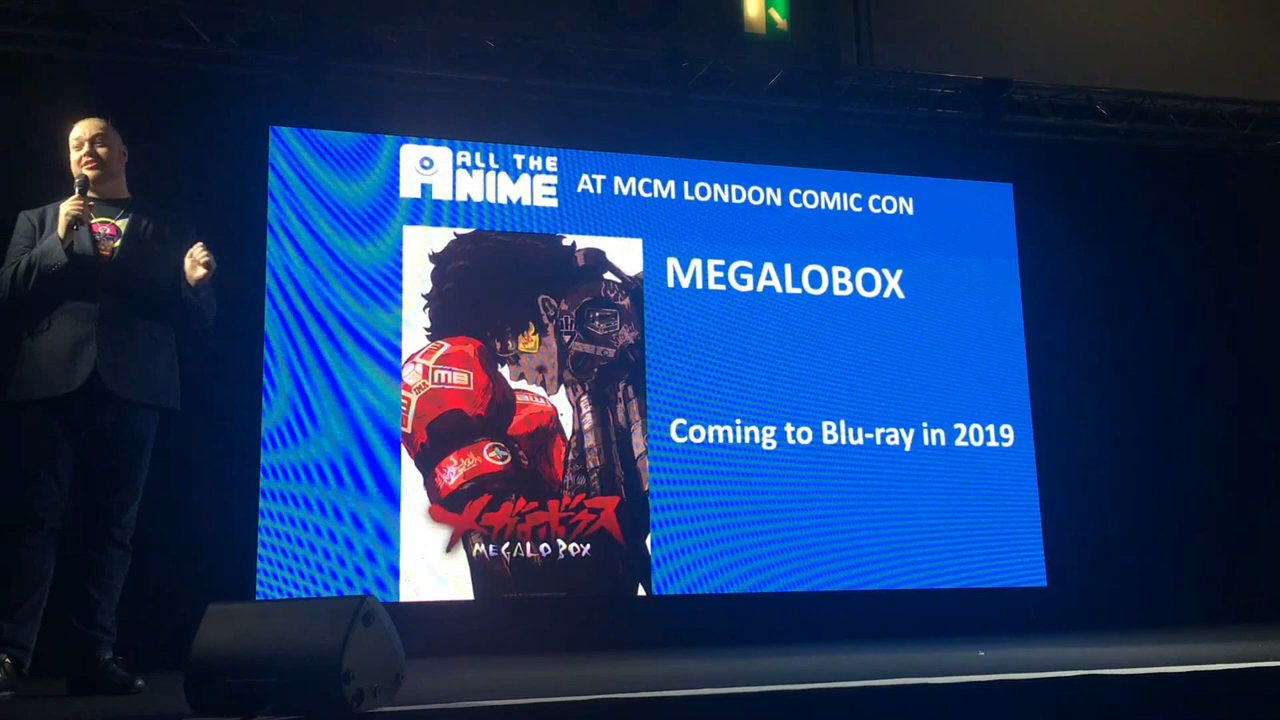 ALL THE
ANIME
AT MCM LONDON COMIC CON
MEGALOBOX
Coming to Blu-ray in 2019
MB
メガロボクス
MEGALO BOX